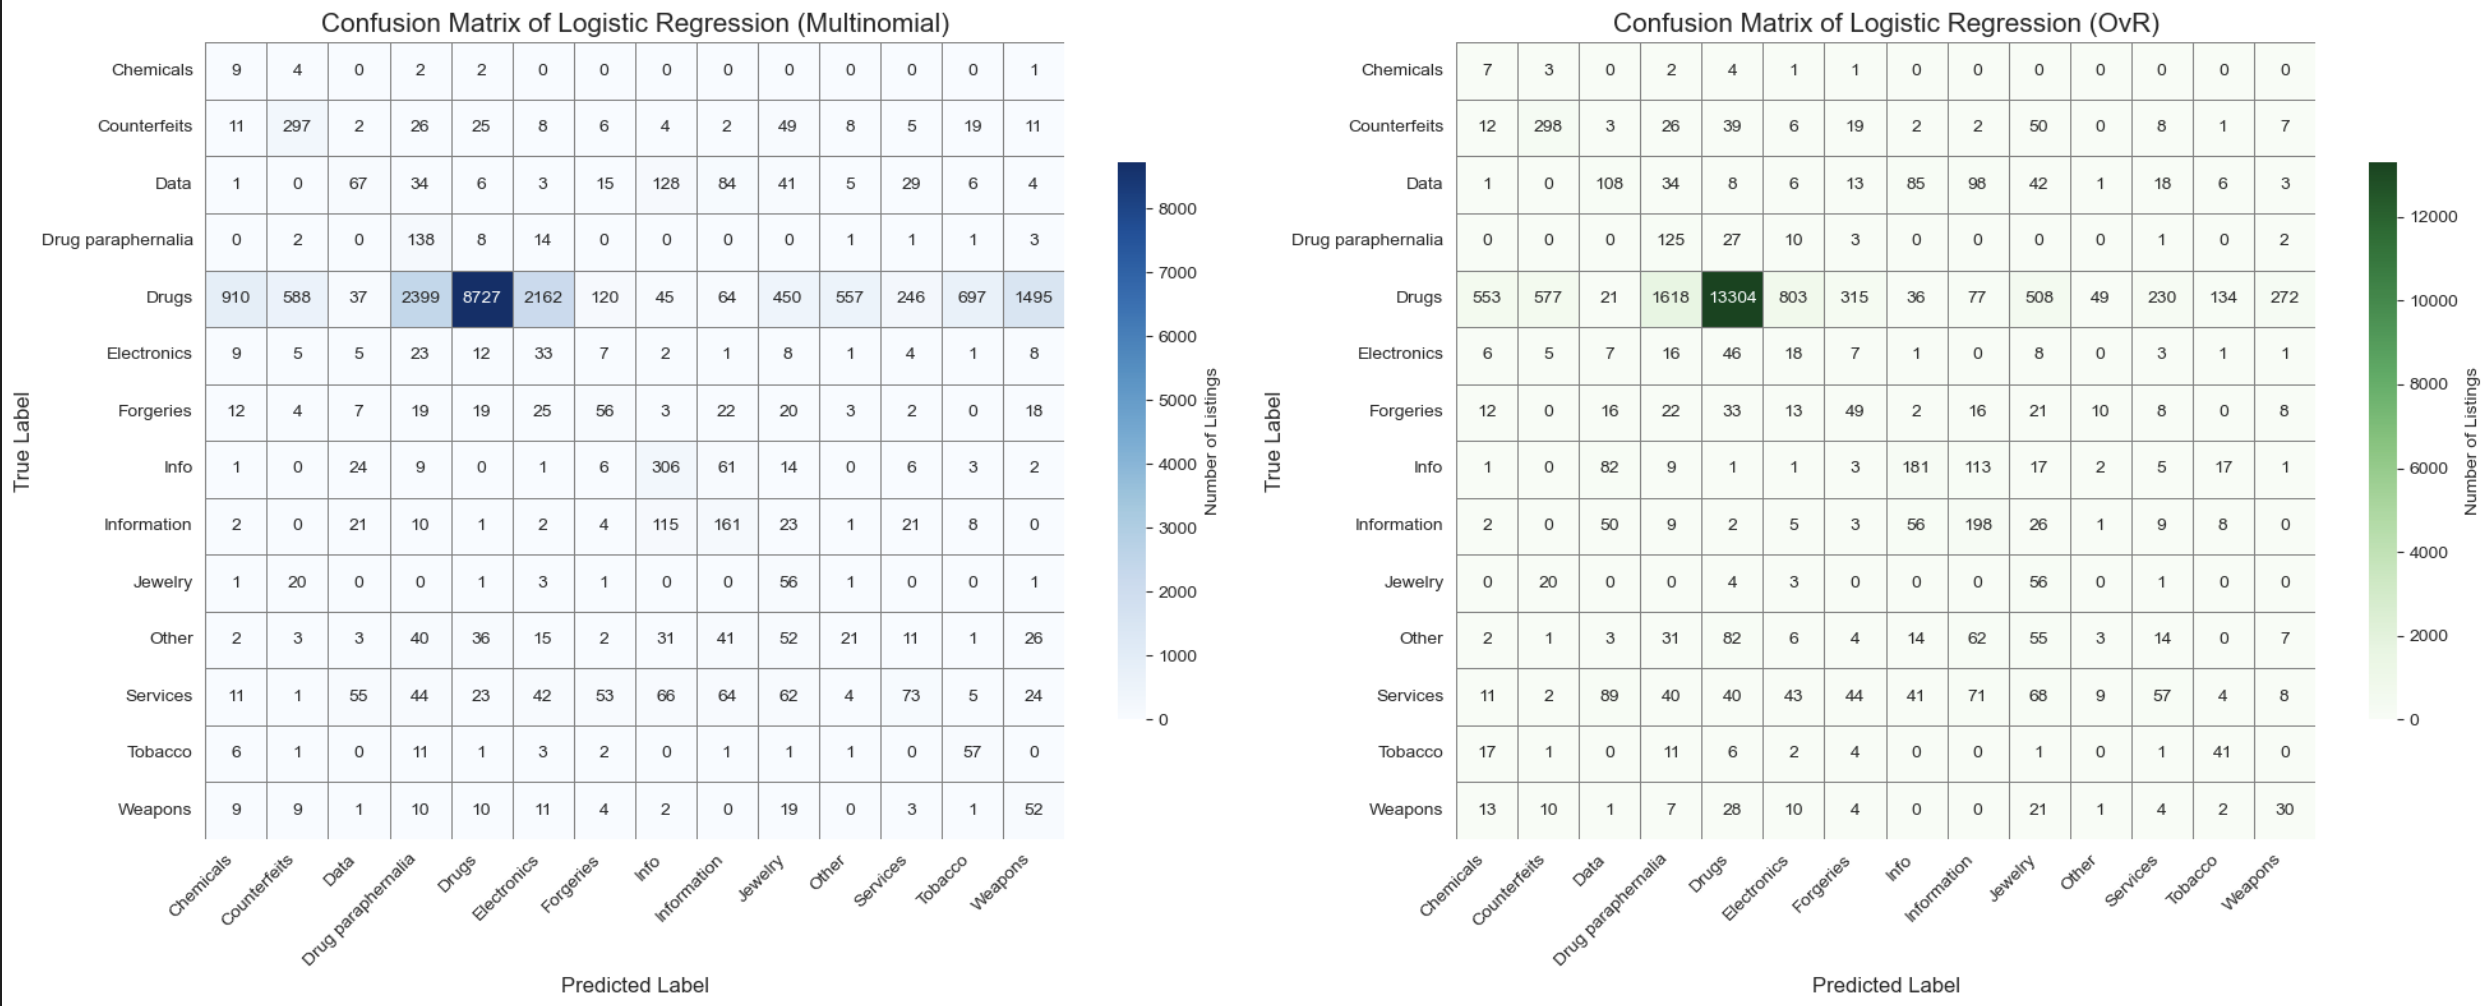 Confusion Matrix of Logistic Regression (Multinomial)
Chemicals 9 4 0 2 2 0 0 0 0 0 0 0 0 1
Counterfeits 11 297 2 26 25 8 6 4 2 49 8 5 19 11
Data 1 0 67 34 6 3 15 128 84 41 5 29 6 4
Drug paraphernalia 0 2 0 138 8 14 0 0 0 0 1 1 1 3
Drugs 910 588 37 2399 8727 2162 120 45 64 450 557 246 697 1495
Electronics 9 5 5 23 12 33 7 2 1 8 1 4 1 8
Forgeries 12 4 7 19 19 25 56 3 22 20 3 2 0 18
Info 1 0 24 9 0 1 6 306 61 14 0 6 3 2
Information 2 0 21 10 1 2 4 115 161 23 1 21 8 0
Jewelry 1 20 0 0 1 3 1 0 0 56 1 0 0 1
Other 2 3 3 40 36 15 2 31 41 52 21 11 1 26
Services 11 1 55 44 23 42 53 66 64 62 4 73 5 24
Tobacco 6 1 0 11 1 3 2 0 1 1 1 0 57 0
Weapons 9 9 1 10 10 11 4 2 0 19 0 3 1 52
Chemicals Counterfeits Data Drug paraphernalia Drugs Electronics Forgeries Info Information Jewelry Other Services Tobacco Weapons
Predicted Label
True Label
8000
7000
6000
5000
4000
3000
2000
1000
0
Number of Listings
Confusion Matrix of Logistic Regression (OvR)
Chemicals 7 3 0 2 4 1 1 0 0 0 0 0 0 0
Counterfeits 12 298 3 26 39 6 19 2 2 50 0 8 1 7
Data 1 0 108 34 8 6 13 85 98 42 1 18 6 3
Drug paraphernalia 0 0 0 125 27 10 3 0 0 0 0 1 0 2
Drugs 553 577 21 1618 13304 803 315 36 77 508 49 230 134 272
Electronics 6 5 7 16 46 18 7 1 0 8 0 3 1 1
Forgeries 12 0 16 22 33 13 49 2 16 21 10 8 0 8
Info 1 0 82 9 1 1 3 181 113 17 2 5 17 1
Information 2 0 50 9 2 5 3 56 198 26 1 9 8 0
Jewelry 0 20 0 0 4 3 0 0 0 56 0 1 0 0
Other 2 1 3 31 82 6 4 14 62 55 3 14 0 7
Services 11 2 89 40 40 43 44 41 71 68 9 57 4 8
Tobacco 17 1 0 11 6 2 4 0 0 1 0 1 41 0
Weapons 13 10 1 7 28 10 4 0 0 21 1 4 2 30
Chemicals Counterfeits Data Drug paraphernalia Drugs Electronics Forgeries Info Information Jewelry Other Services Tobacco Weapons
Predicted Label
True Label
12000
10000
8000
6000
4000
2000
0
Number of Listings